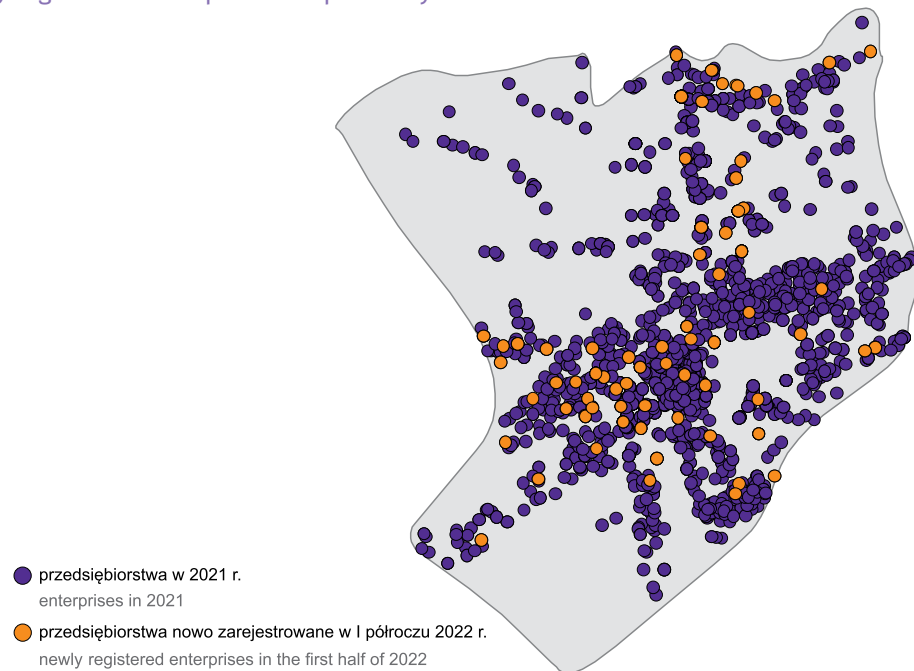 przedsiębiorstwa w 2021 r.
enterprises in 2021
przedsiębiorstwa nowo zarejestrowane w I półroczu 2022 r.
newly registered enterprises in the first half of 2022